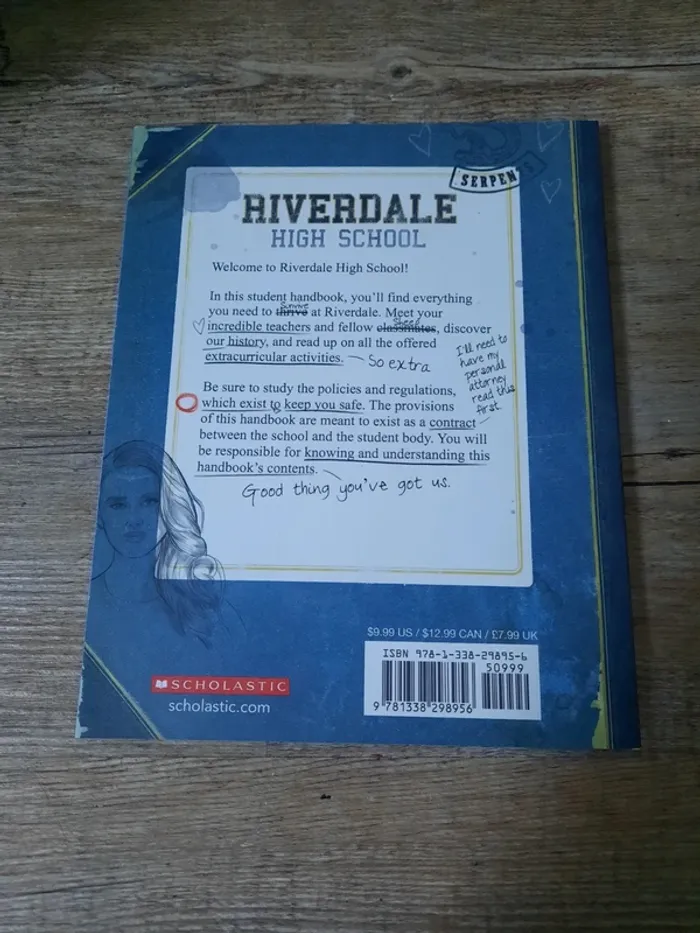 SERPEN
RIVERDALE
HIGH SCHOOL
Welcome to Riverdale High School!
In this student handbook, you'll find everything
survive
you need to thrive at Riverdale. Meet your
sheep
incredible teachers and fellow classmates, discover
our history, and read up on all the offered
extracurricular activities. — So extra
I'll need to
have my
personal
attorney
read this
first.
Be sure to study the policies and regulations,
which exist to keep you safe. The provisions
of this handbook are meant to exist as a contract
between the school and the student body. You will
be responsible for knowing and understanding this
handbook's contents.
Good thing you've got us.
$9.99 US / $12.99 CAN / £7.99 UK
ISBN 978-1-338-29895-6
50999
9 781338 298956
SCHOLASTIC
scholastic.com